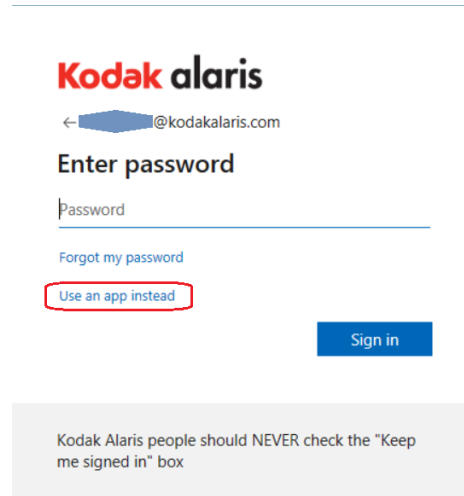 Kodak alaris
← @kodakalaris.com
Enter password
Password
Forgot my password
Use an app instead
Sign in
Kodak Alaris people should NEVER check the "Keep
me signed in" box